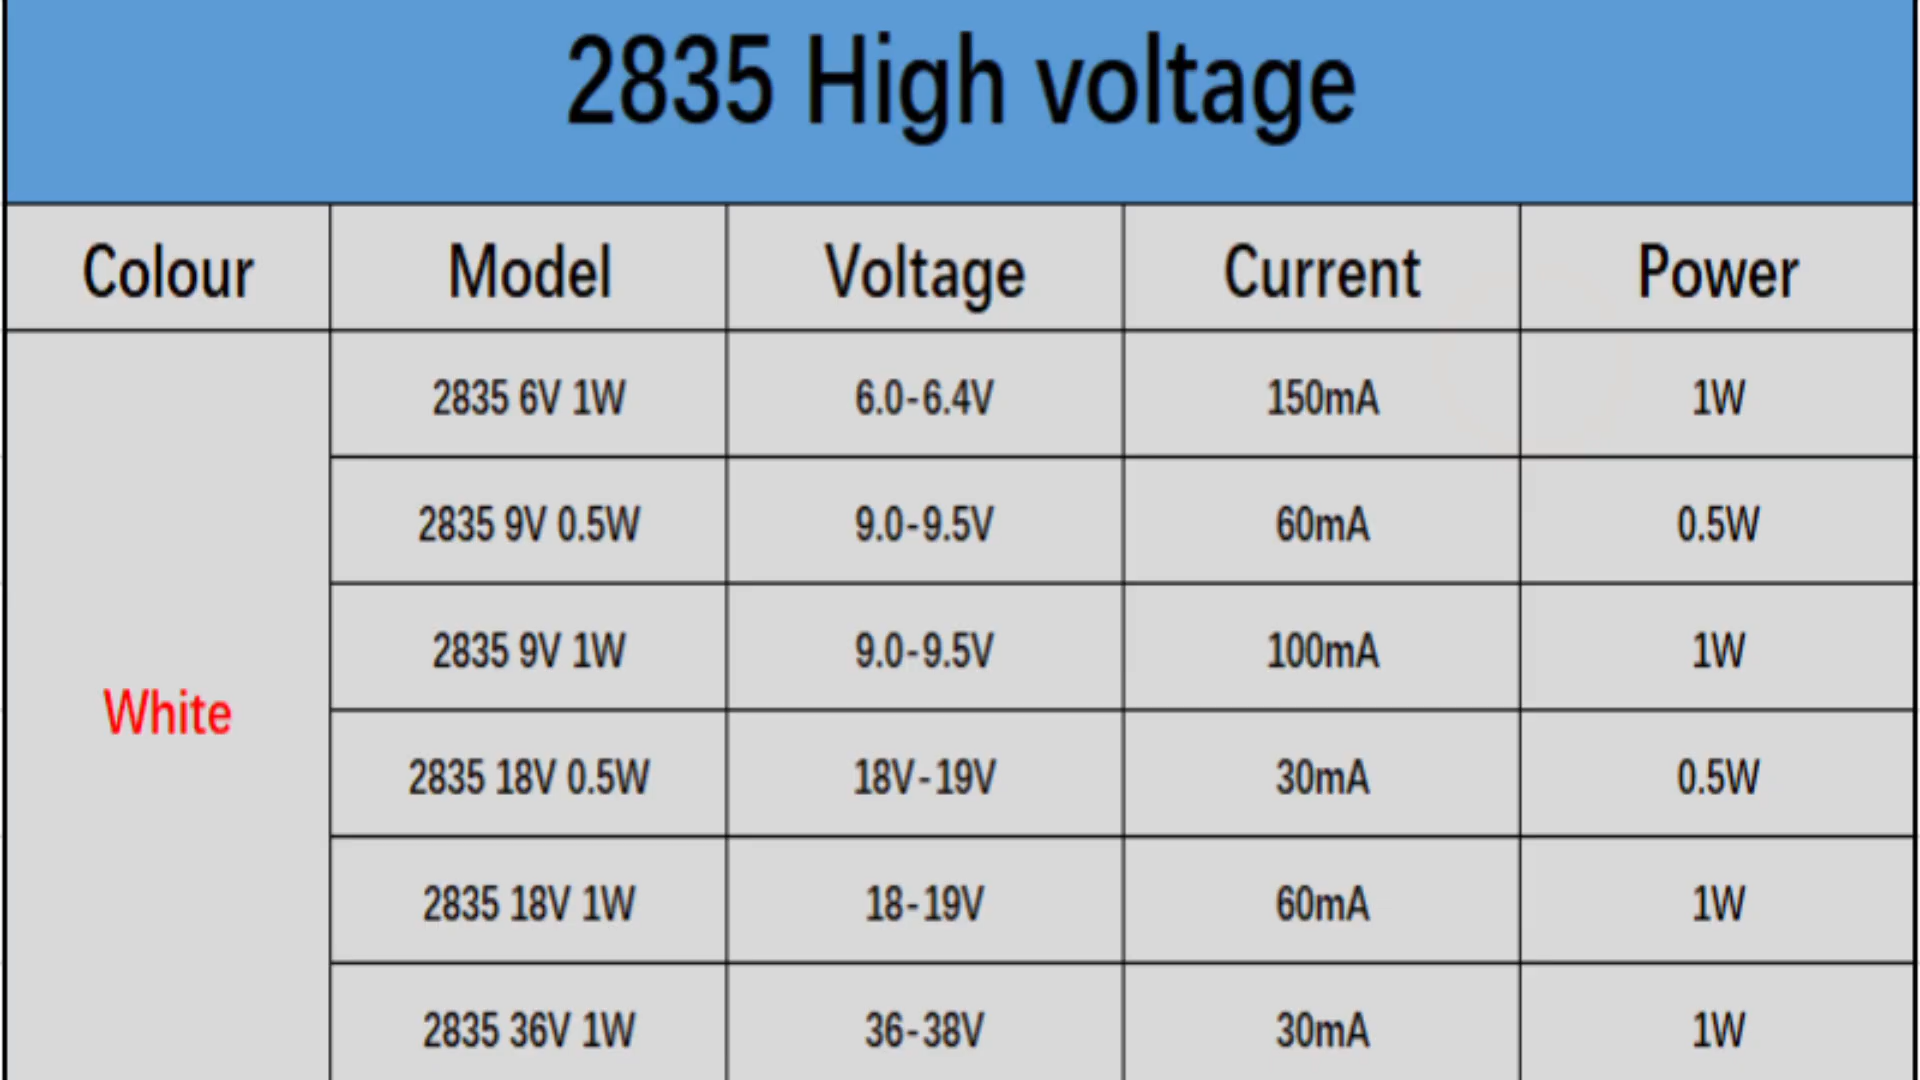 2835 High voltage
Colour Model Voltage Current Power
2835 6V 1W 6.0-6.4V 150mA 1W
2835 9V 0.5W 9.0-9.5V 60mA 0.5W
2835 9V 1W 9.0-9.5V 100mA 1W
White
2835 18V 0.5W 18V-19V 30mA 0.5W
2835 18V 1W 18-19V 60mA 1W
2835 36V 1W 36-38V 30mA 1W